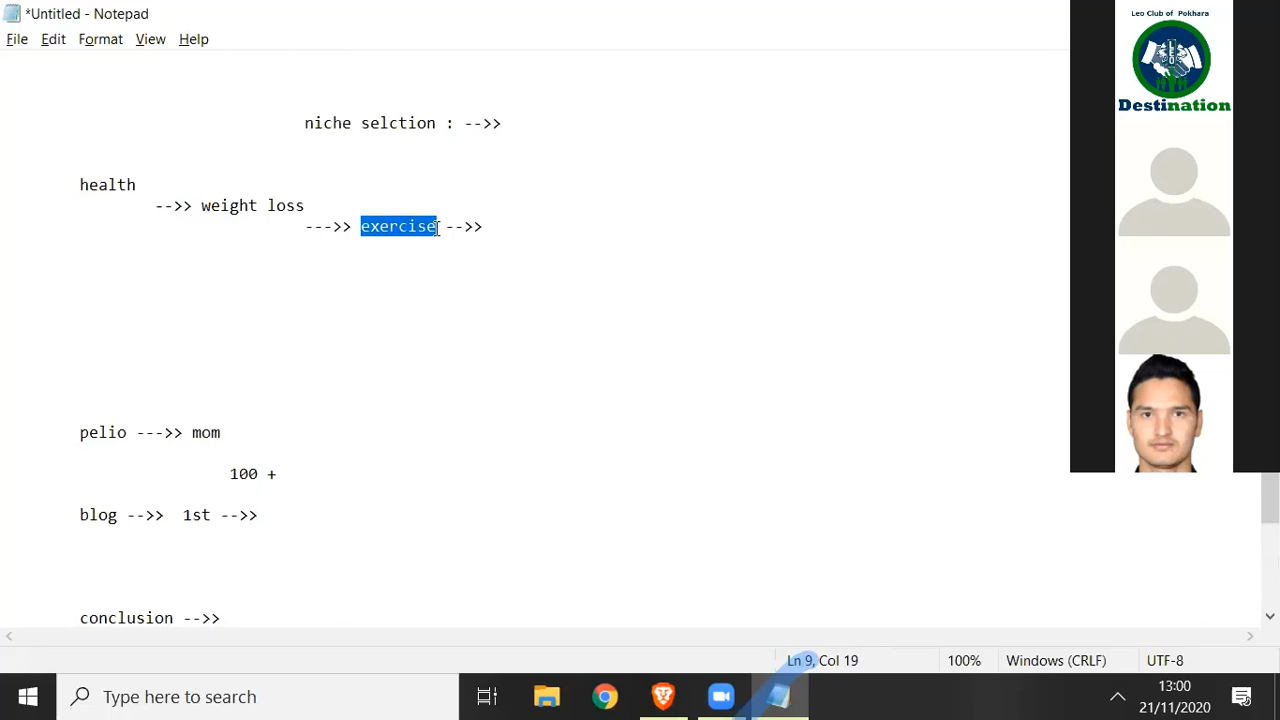 *Untitled - Notepad
File Edit Format View Help
niche selction : -->>
health
-->> weight loss
--->> exercise -->>
pelio --->> mom
100 +
blog -->> 1st -->>
conclusion -->>
Ln 9, Col 19 100% Windows (CRLF) UTF-8
Type here to search
13:00
21/11/2020
Leo Club of Pokhara
LEO
Destination